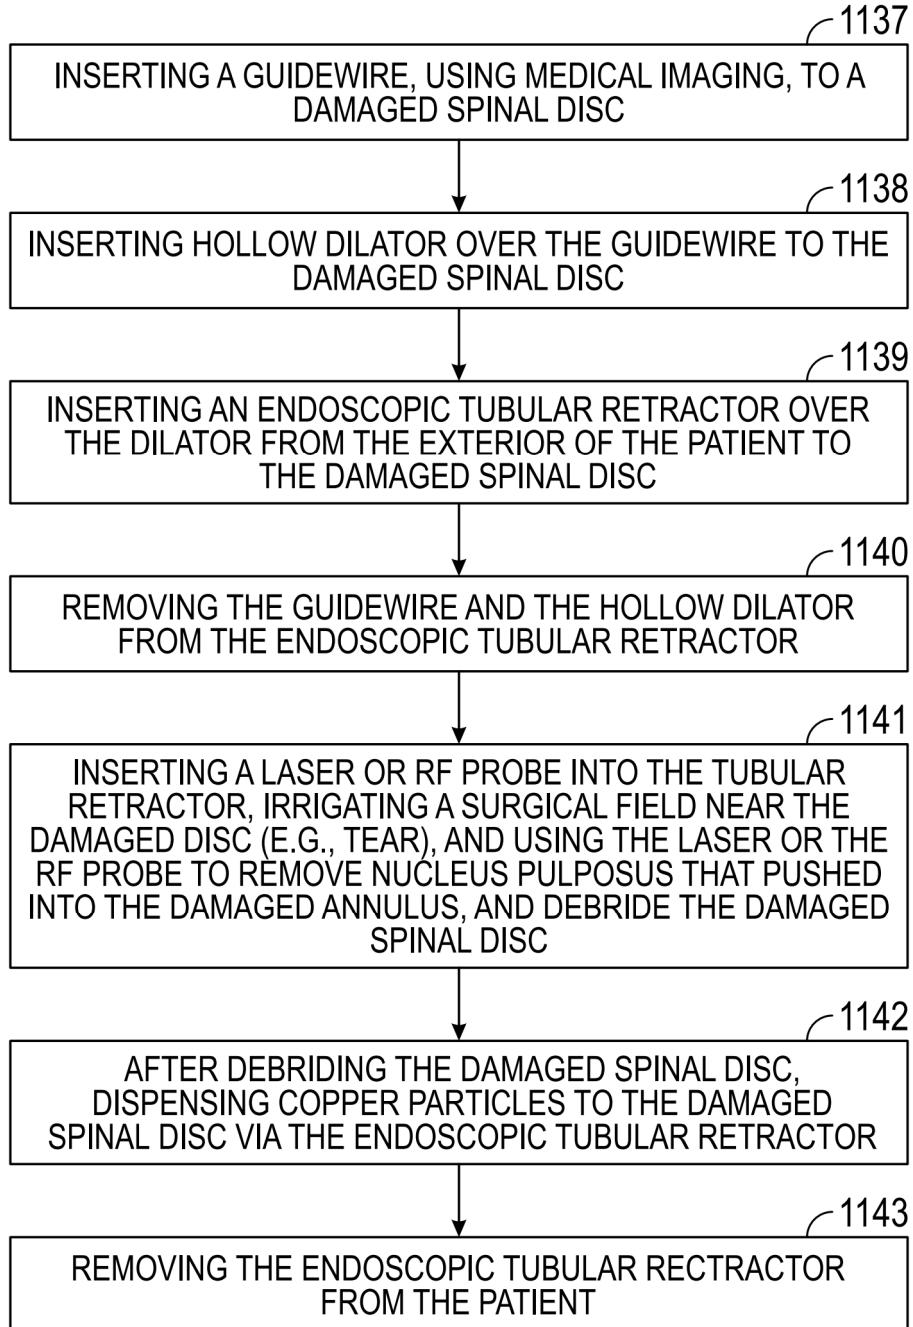 1137
INSERTING A GUIDEWIRE, USING MEDICAL IMAGING, TO A
DAMAGED SPINAL DISC
1138
INSERTING HOLLOW DILATOR OVER THE GUIDEWIRE TO THE
DAMAGED SPINAL DISC
1139
INSERTING AN ENDOSCOPIC TUBULAR RETRACTOR OVER
THE DILATOR FROM THE EXTERIOR OF THE PATIENT TO
THE DAMAGED SPINAL DISC
1140
REMOVING THE GUIDEWIRE AND THE HOLLOW DILATOR
FROM THE ENDOSCOPIC TUBULAR RETRACTOR
1141
INSERTING A LASER OR RF PROBE INTO THE TUBULAR
RETRACTOR, IRRIGATING A SURGICAL FIELD NEAR THE
DAMAGED DISC (E.G., TEAR), AND USING THE LASER OR THE
RF PROBE TO REMOVE NUCLEUS PULPOSUS THAT PUSHED
INTO THE DAMAGED ANNULUS, AND DEBRIDE THE DAMAGED
SPINAL DISC
1142
AFTER DEBRIDING THE DAMAGED SPINAL DISC,
DISPENSING COPPER PARTICLES TO THE DAMAGED
SPINAL DISC VIA THE ENDOSCOPIC TUBULAR RETRACTOR
1143
REMOVING THE ENDOSCOPIC TUBULAR RECTRACTOR
FROM THE PATIENT